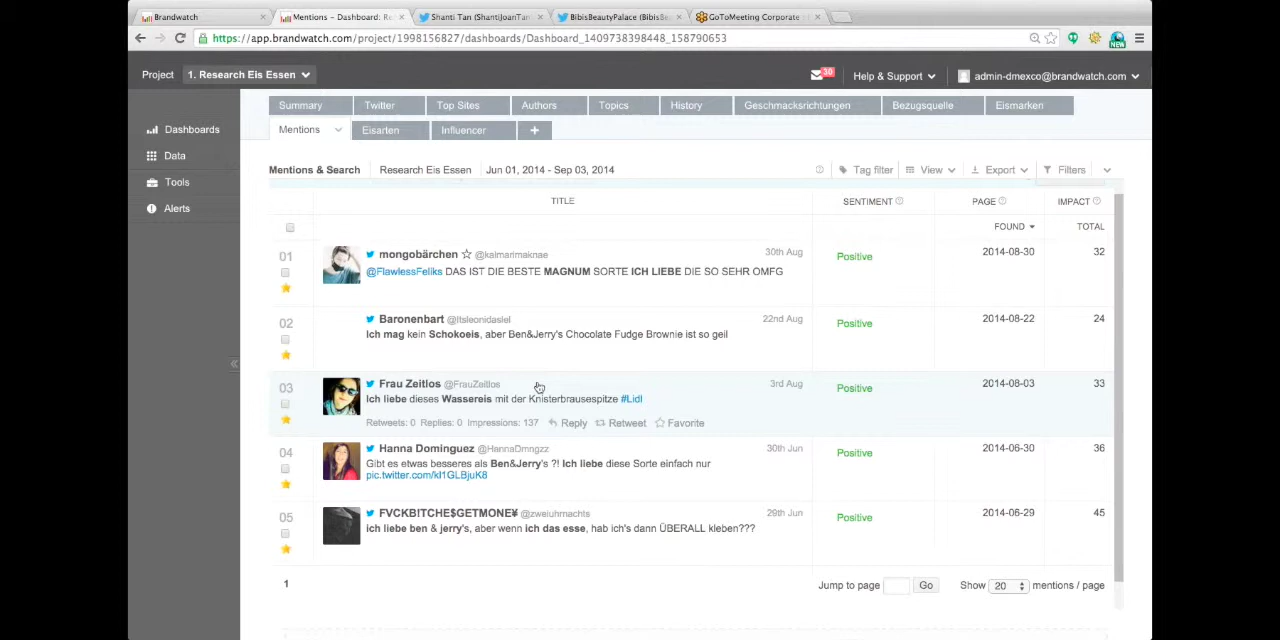 Brandwatch
Mentions – Dashboard: Re
Shanti Tan (ShantiJoanTan
BibisBeautyPalace (Bibis
GoToMeeting Corporate
https://app.brandwatch.com/project/1998156827/dashboards/Dashboard_1409738398448_158790653
NEW
Project
1. Research Eis Essen
30
Help & Support
admin-dmexco@brandwatch.com
Summary
Twitter
Top Sites
Authors
Topics
History
Geschmacksrichtungen
Bezugsquelle
Eismarken
Dashboards
Data
Tools
Alerts
Mentions
Eisarten
Influencer
+
Mentions & Search
Research Eis Essen
Jun 01, 2014 - Sep 03, 2014
Tag filter
View
Export
Filters
TITLE
SENTIMENT
PAGE
IMPACT
FOUND
TOTAL
01
mongobärchen ☆ @kalmarimaknae
30th Aug
@FlawlessFeliks DAS IST DIE BESTE MAGNUM SORTE ICH LIEBE DIE SO SEHR OMFG
Positive
2014-08-30
32
02
Baronenbart @Itsleonidaslel
22nd Aug
Ich mag kein Schokoeis, aber Ben&Jerry's Chocolate Fudge Brownie ist so geil
Positive
2014-08-22
24
03
Frau Zeitlos @FrauZeitlos
3rd Aug
Ich liebe dieses Wassereis mit der Knisterbrausespitze #Lidl
Retweets: 0 Replies: 0 Impressions: 137 Reply Retweet Favorite
Positive
2014-08-03
33
04
Hanna Dominguez @HannaDmngzz
30th Jun
Gibt es etwas besseres als Ben&Jerry's ?! Ich liebe diese Sorte einfach nur
pic.twitter.com/kl1GLBjuK8
Positive
2014-06-30
36
05
FVCKB!TCHE$GETMONE¥ @zweiuhrnachts
29th Jun
ich liebe ben & jerry's, aber wenn ich das esse, hab ich's dann ÜBERALL kleben???
Positive
2014-06-29
45
1
Jump to page
Go
Show 20 mentions / page